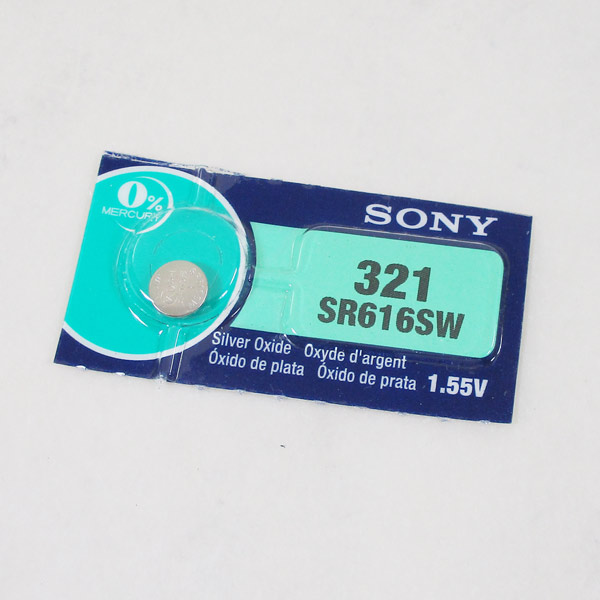 0%
MERCURY
SONY
321
SR616SW
Silver Oxide Oxyde d'argent
Óxido de plata Óxido de prata 1.55V